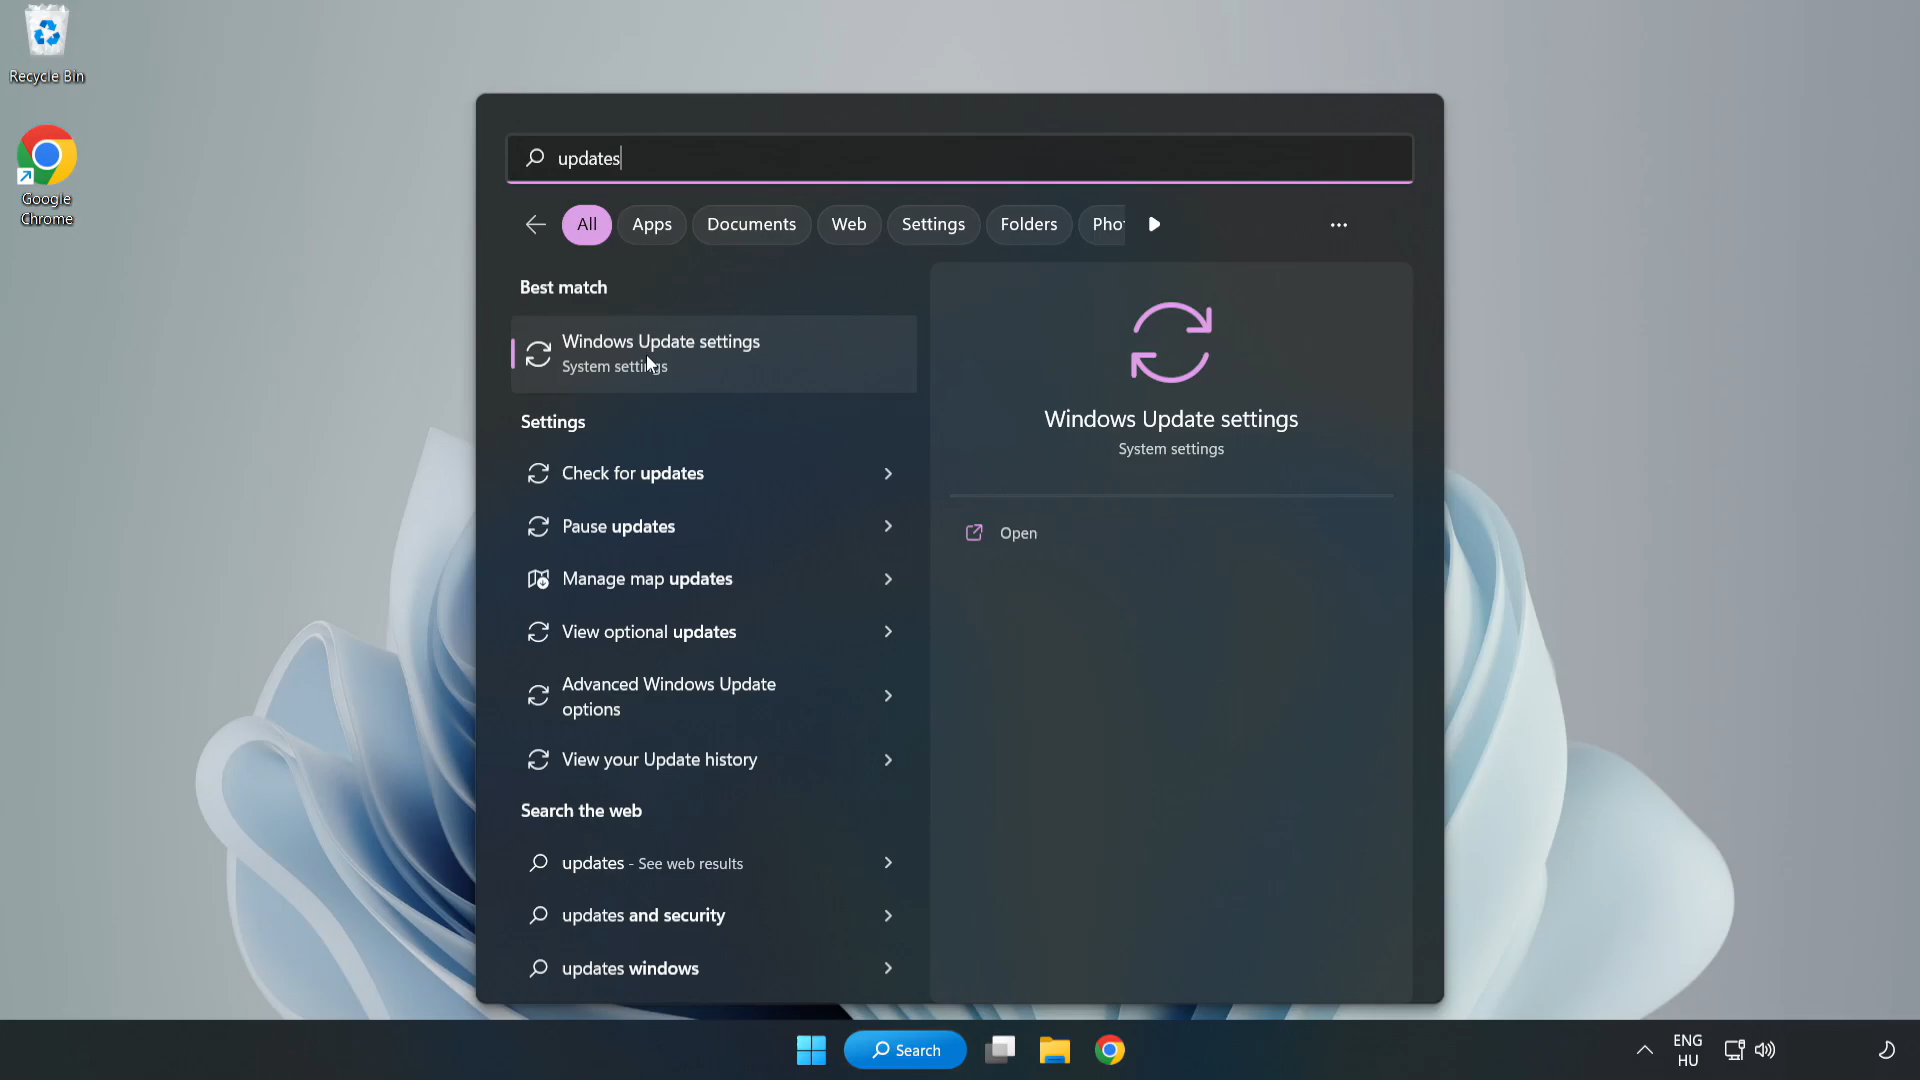 Recycle Bin
Google
Chrome
updates
All
Apps
Documents
Web
Settings
Folders
Pho
Best match
Windows Update settings
System settings
Settings
Check for updates
Pause updates
Manage map updates
View optional updates
Advanced Windows Update
options
View your Update history
Search the web
updates - See web results
updates and security
updates windows
Windows Update settings
System settings
Open
Search
ENG
HU